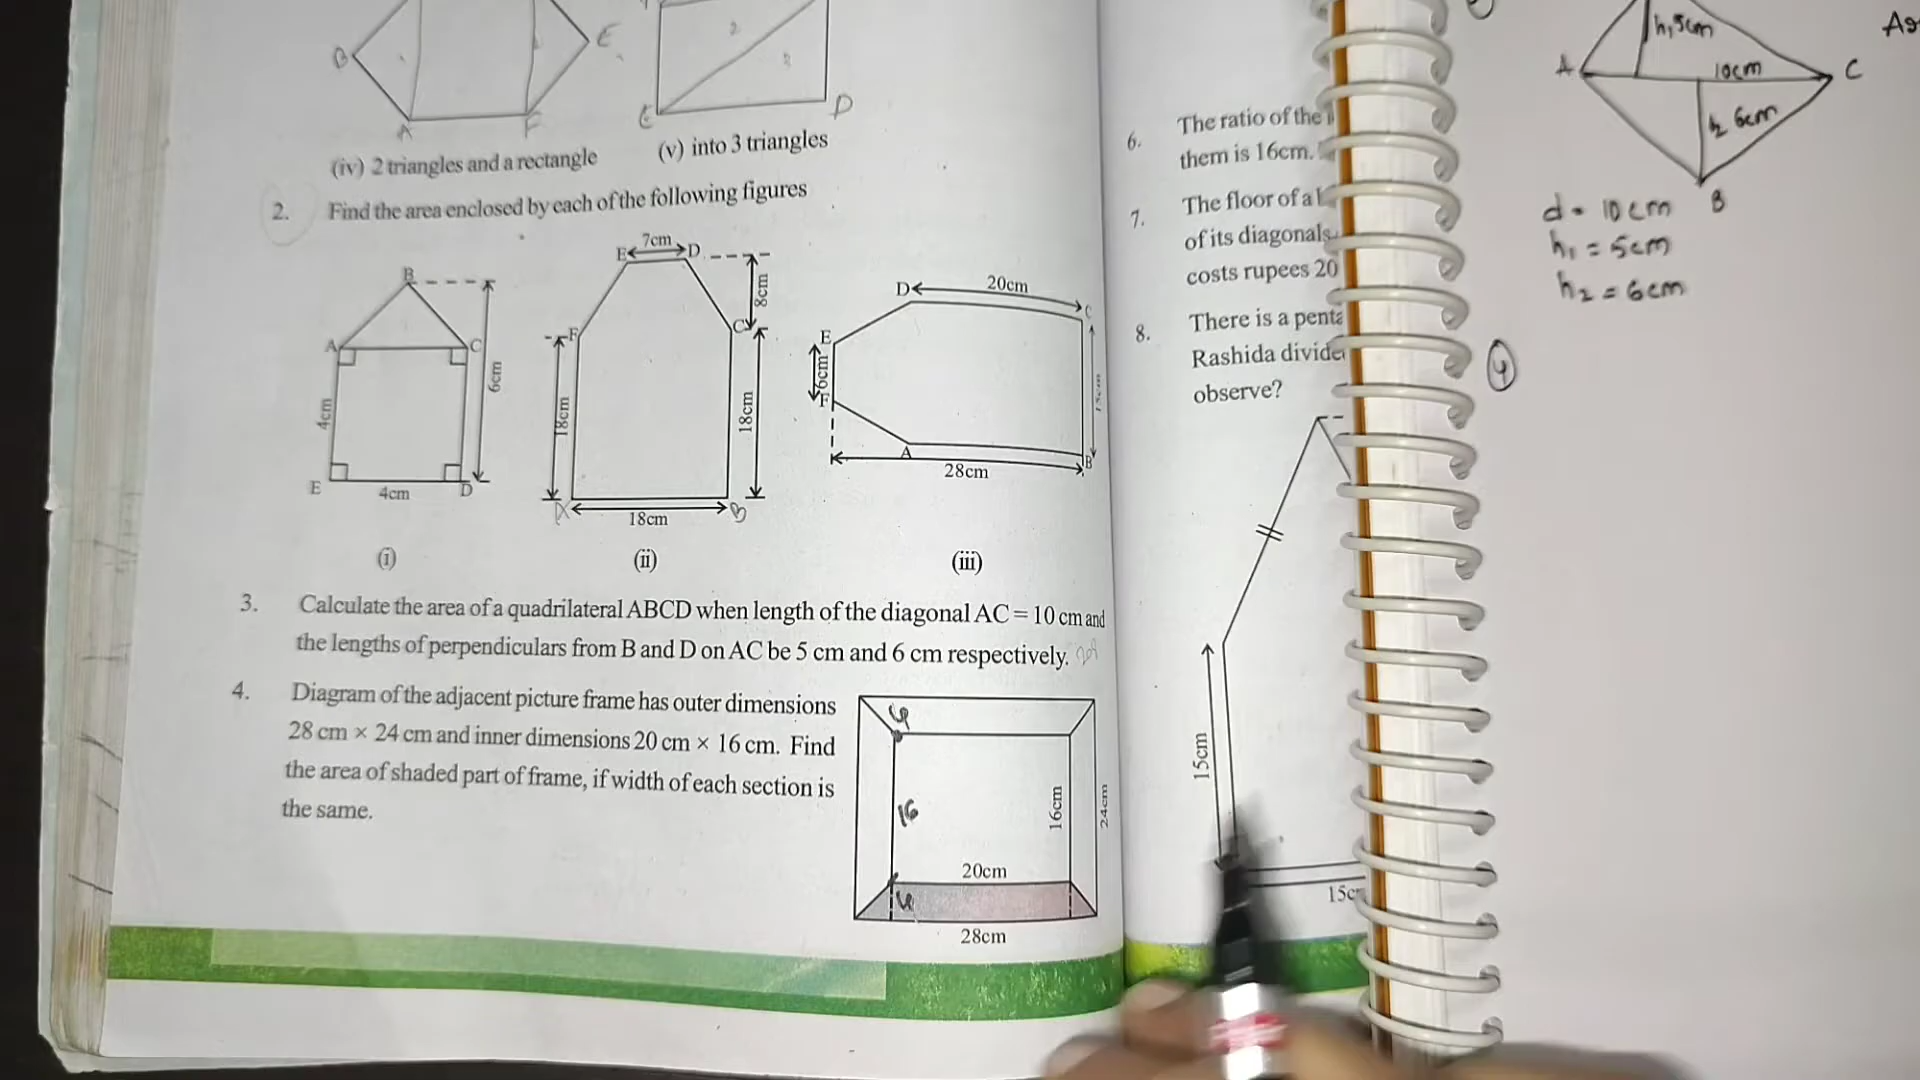 B
E
A
F
E
D
2
(iv) 2 triangles and a rectangle
(v) into 3 triangles
2. Find the area enclosed by each of the following figures
B
A
C
4cm
6cm
E
4cm
D
(i)
7cm
E
D
8cm
F
C
18cm
18cm
B
18cm
(ii)
D
20cm
C
E
6cm
F
A
28cm
B
(iii)
3. Calculate the area of a quadrilateral ABCD when length of the diagonal AC = 10 cm and
the lengths of perpendiculars from B and D on AC be 5 cm and 6 cm respectively.
4. Diagram of the adjacent picture frame has outer dimensions
28 cm × 24 cm and inner dimensions 20 cm × 16 cm. Find
the area of shaded part of frame, if width of each section is
the same.
16
16cm
24cm
20cm
28cm
6. The ratio of the
them is 16cm.
7. The floor of a
of its diagonals
costs rupees 20
8. There is a penta
Rashida divide
observe?
15cm
15c
h,5cm
A
10cm
C
h2 6cm
B
d = 10cm
h1 = 5cm
h2 = 6cm
4